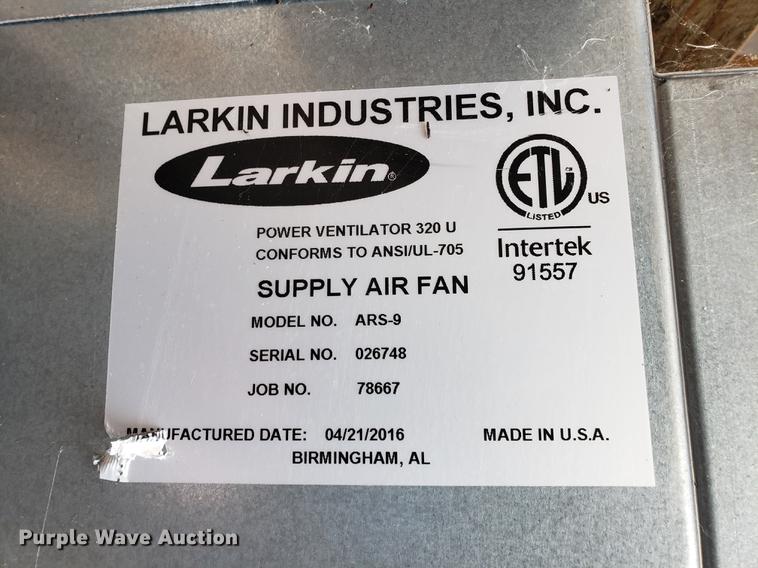 LARKIN INDUSTRIES, INC.
Larkin®
ETL
LISTED
US
Intertek
91557
POWER VENTILATOR 320 U
CONFORMS TO ANSI/UL-705
SUPPLY AIR FAN
MODEL NO. ARS-9
SERIAL NO. 026748
JOB NO. 78667
MANUFACTURED DATE: 04/21/2016 MADE IN U.S.A.
BIRMINGHAM, AL
Purple Wave Auction